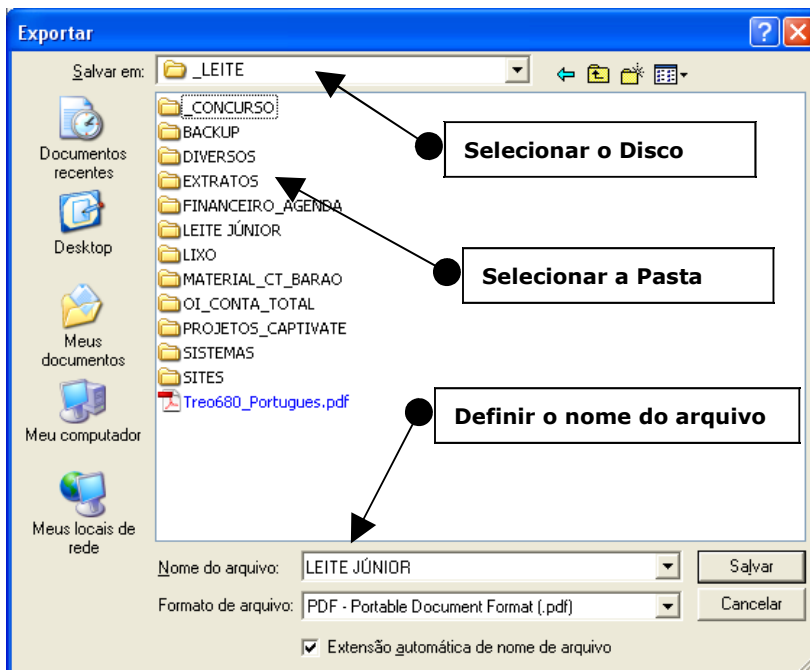 Exportar
Salvar em:
_LEITE
Documentos
recentes
Desktop
Meus
documentos
Meu computador
Meus locais de
rede
_CONCURSO
BACKUP
DIVERSOS
EXTRATOS
FINANCEIRO_AGENDA
LEITE JÚNIOR
LIXO
MATERIAL_CT_BARAO
OI_CONTA_TOTAL
PROJETOS_CAPTIVATE
SISTEMAS
SITES
Treo680_Portugues.pdf
Selecionar o Disco
Selecionar a Pasta
Definir o nome do arquivo
Nome do arquivo:
LEITE JÚNIOR
Salvar
Formato de arquivo:
PDF - Portable Document Format (.pdf)
Cancelar
Extensão automática de nome de arquivo